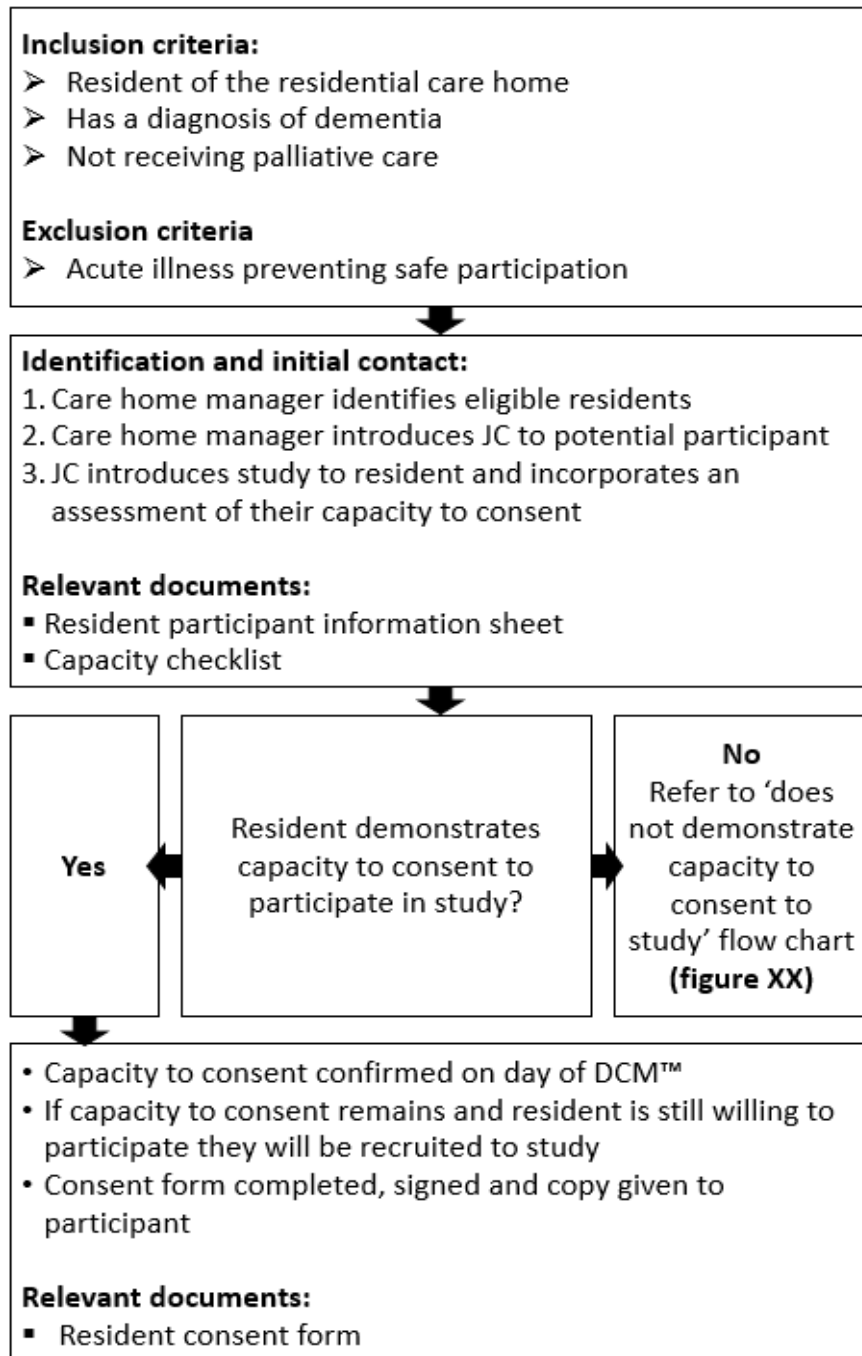 Inclusion criteria:
➢ Resident of the residential care home
➢ Has a diagnosis of dementia
➢ Not receiving palliative care
Exclusion criteria
➢ Acute illness preventing safe participation
Identification and initial contact:
1. Care home manager identifies eligible residents
2. Care home manager introduces JC to potential participant
3. JC introduces study to resident and incorporates an
assessment of their capacity to consent
Relevant documents:
▪ Resident participant information sheet
▪ Capacity checklist
Yes
Resident demonstrates
capacity to consent to
participate in study?
No
Refer to ‘does
not demonstrate
capacity to
consent to
study’ flow chart
(figure XX)
• Capacity to consent confirmed on day of DCM™
• If capacity to consent remains and resident is still willing to
participate they will be recruited to study
• Consent form completed, signed and copy given to
participant
Relevant documents:
▪ Resident consent form